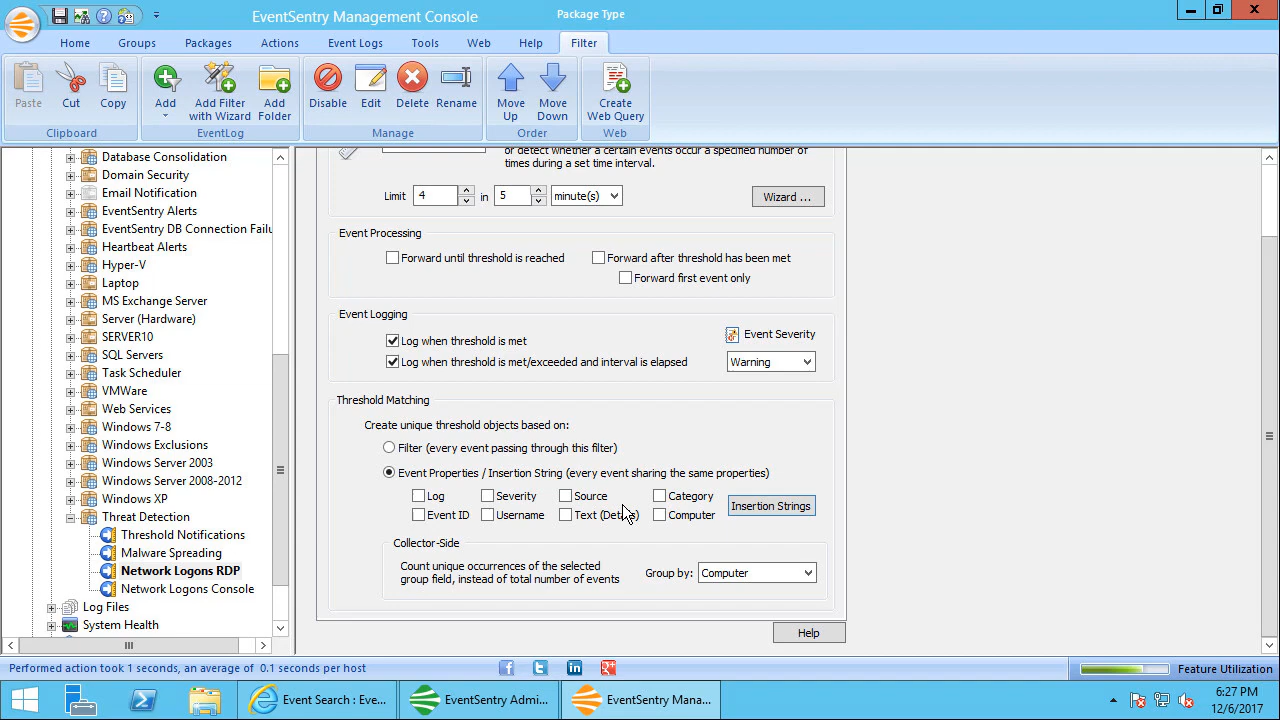 EventSentry Management Console
Package Type
Home
Groups
Packages
Actions
Event Logs
Tools
Web
Help
Filter
Paste
Cut
Copy
Add
Add Filter with Wizard
Add Folder
Disable
Edit
Delete
Rename
Move Up
Move Down
Create Web Query
Clipboard
EventLog
Manage
Order
Web
Database Consolidation
Domain Security
Email Notification
EventSentry Alerts
EventSentry DB Connection Failu
Heartbeat Alerts
Hyper-V
Laptop
MS Exchange Server
Server (Hardware)
SERVER10
SQL Servers
Task Scheduler
VMWare
Web Services
Windows 7-8
Windows Exclusions
Windows Server 2003
Windows Server 2008-2012
Windows XP
Threat Detection
Threshold Notifications
Malware Spreading
Network Logons RDP
Network Logons Console
Log Files
System Health
or detect whether a certain events occur a specified number of
times during a set time interval.
Limit 4 in 5 minute(s) Wizard ...
Event Processing
Forward until threshold is reached
Forward after threshold has been met
Forward first event only
Event Logging
Event Severity
Log when threshold is met
Log when threshold is met/exceeded and interval is elapsed
Warning
Threshold Matching
Create unique threshold objects based on:
Filter (every event passing through this filter)
Event Properties / Insertion String (every event sharing the same properties)
Log Severity Source Category
Insertion Strings
Event ID Username Text (Details) Computer
Collector-Side
Count unique occurrences of the selected
group field, instead of total number of events
Group by: Computer
Help
Performed action took 1 seconds, an average of 0.1 seconds per host
Feature Utilization
Event Search : Eve...
EventSentry Admi...
EventSentry Mana...
6:27 PM
12/6/2017